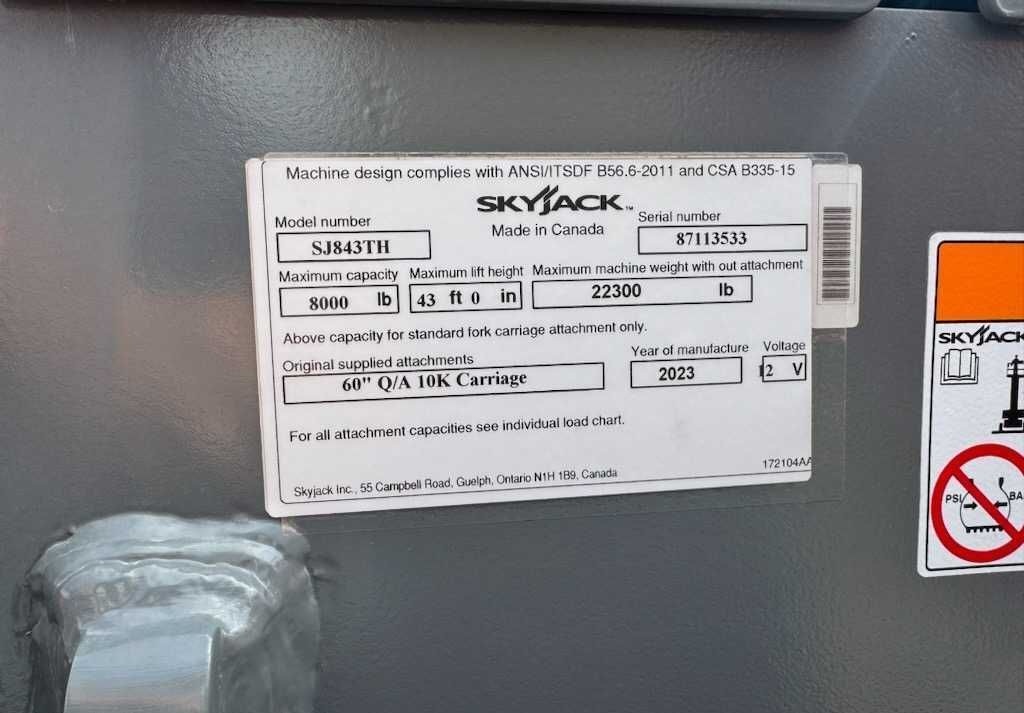 Machine design complies with ANSI/ITSDF B56.6-2011 and CSA B335-15
SKYJACK™
Made in Canada
Model number
SJ843TH
Serial number
87113533
Maximum capacity
8000 lb
Maximum lift height
43 ft 0 in
Maximum machine weight with out attachment
22300 lb
Above capacity for standard fork carriage attachment only.
Original supplied attachments
60" Q/A 10K Carriage
Year of manufacture
2023
Voltage
12 V
For all attachment capacities see individual load chart.
Skyjack Inc., 55 Campbell Road, Guelph, Ontario N1H 1B9, Canada
172104AA
SKYJACK
PSI
BA